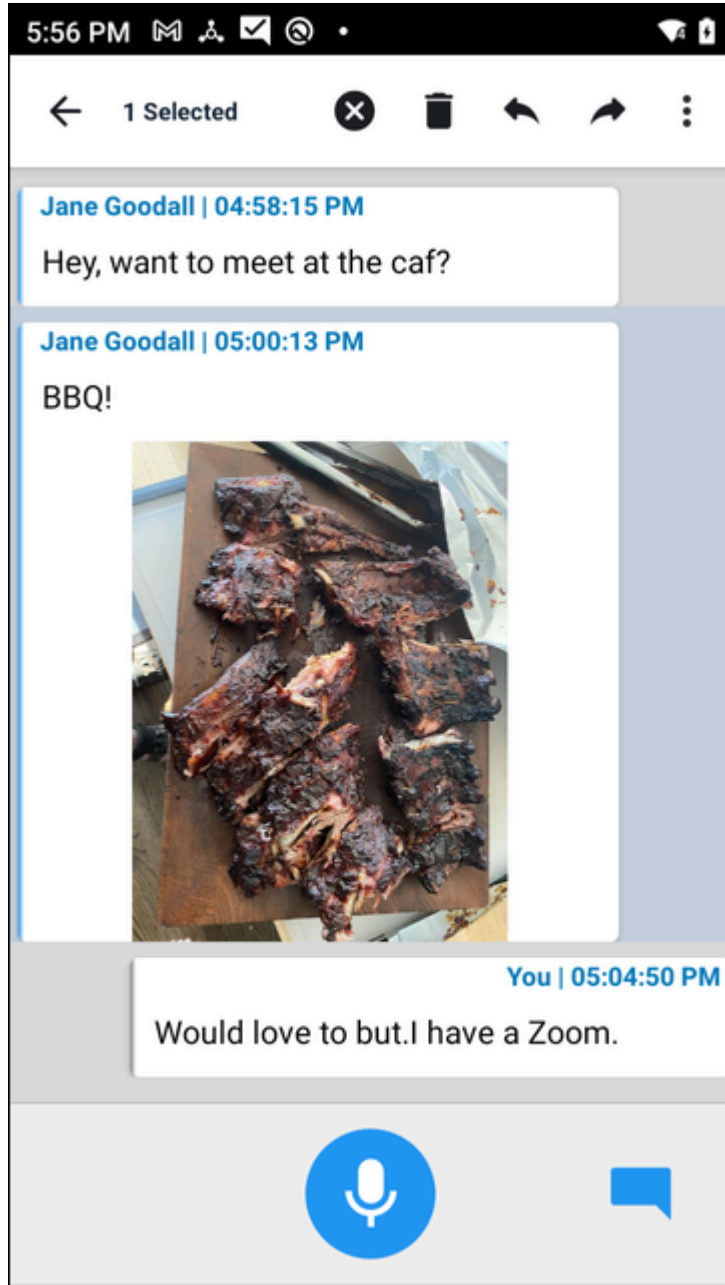 5:56 PM
1 Selected
Jane Goodall | 04:58:15 PM
Hey, want to meet at the caf?
Jane Goodall | 05:00:13 PM
BBQ!
You | 05:04:50 PM
Would love to but.I have a Zoom.